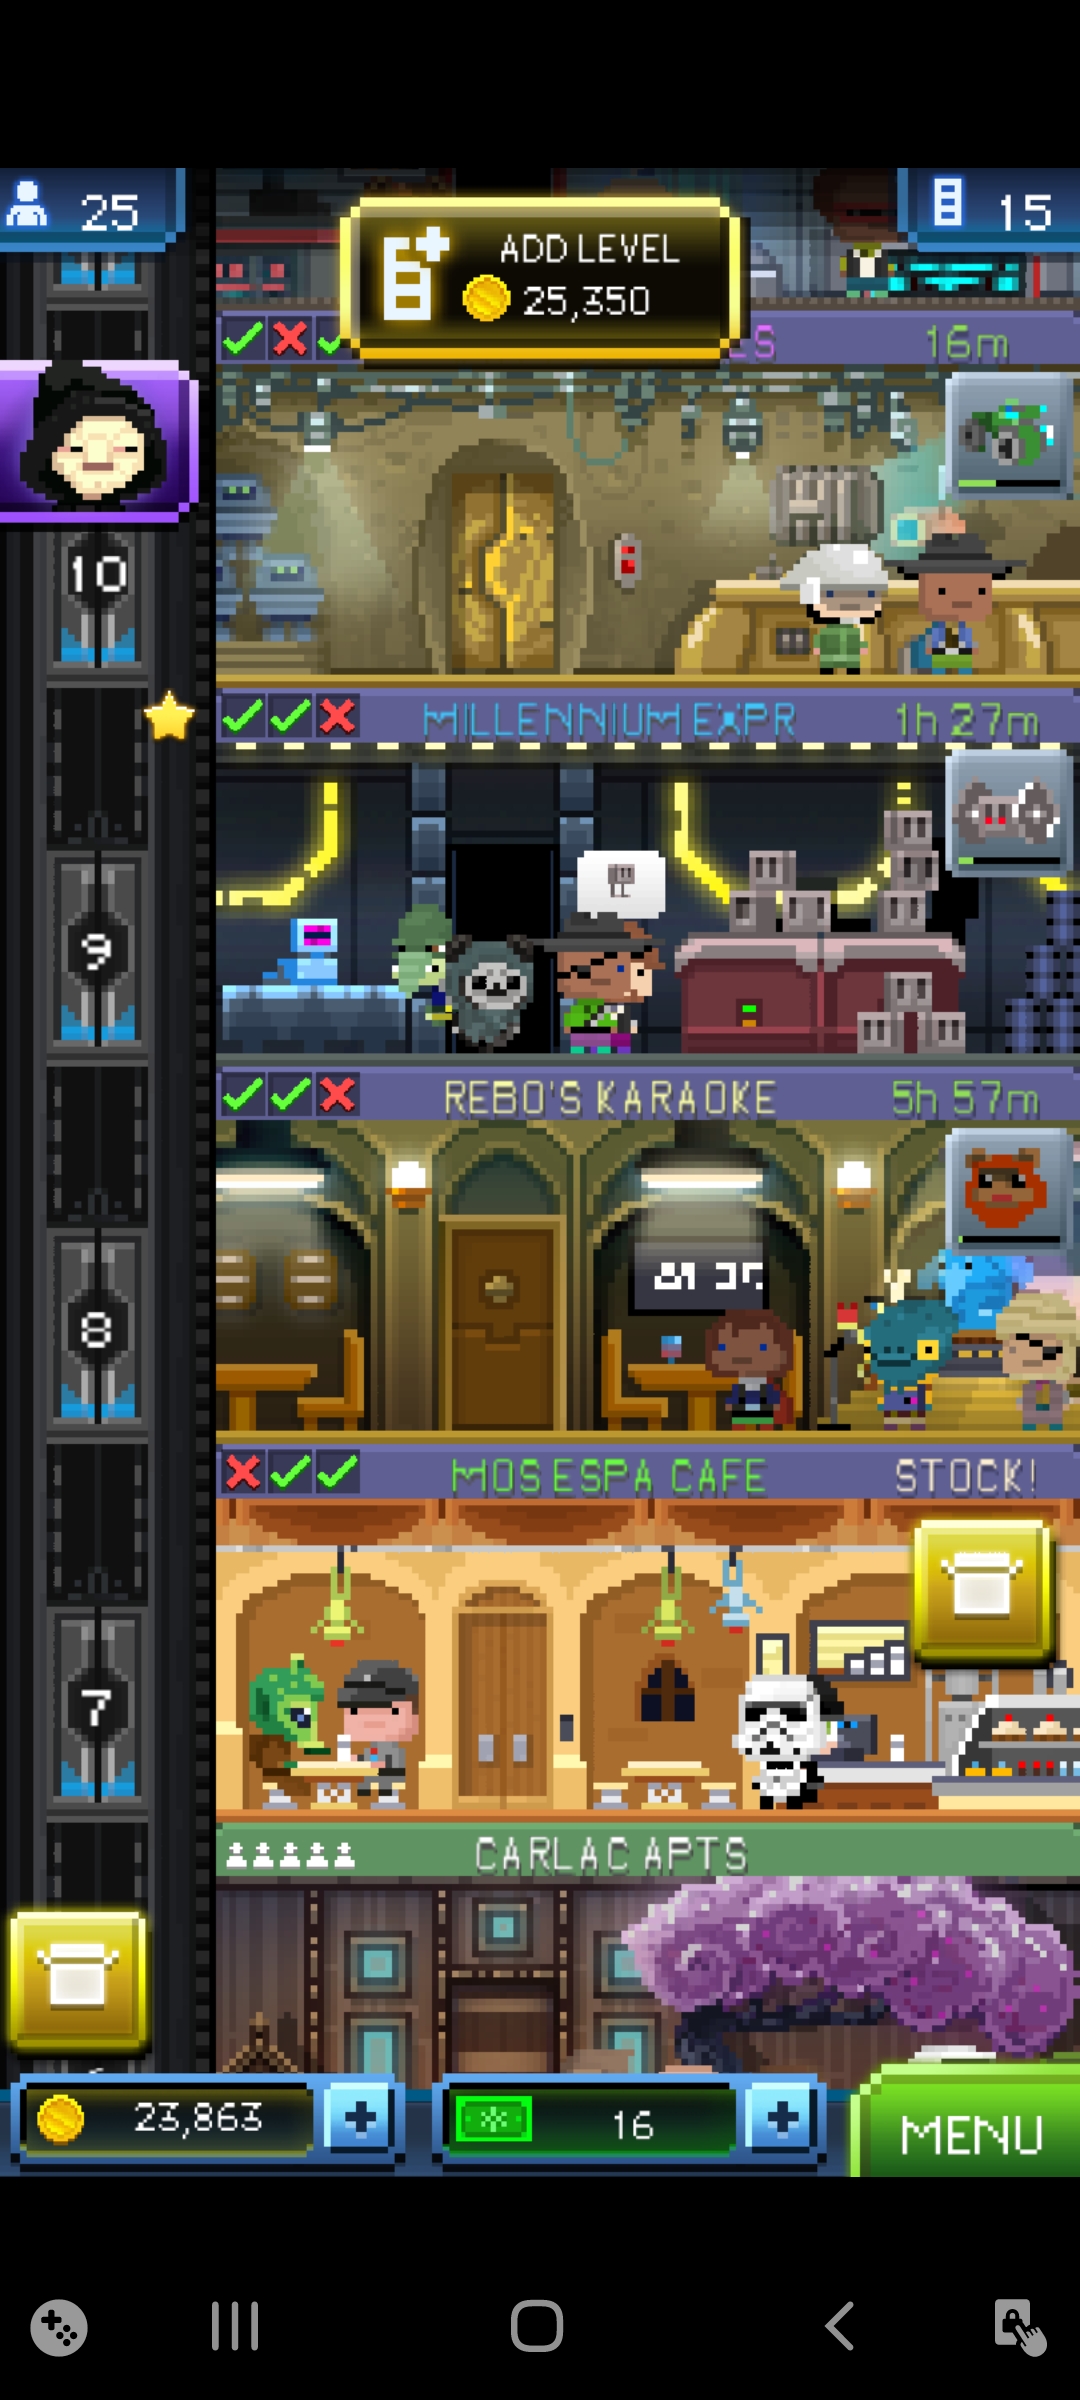 25
ADD LEVEL
25,350
15
16m
10
MILLENNIUM EXPR
1h 27m
9
REBO'S KARAOKE
5h 57m
8
MOS ESPA CAFE
STOCK!
7
CARLAC APTS
23,863
16
MENU